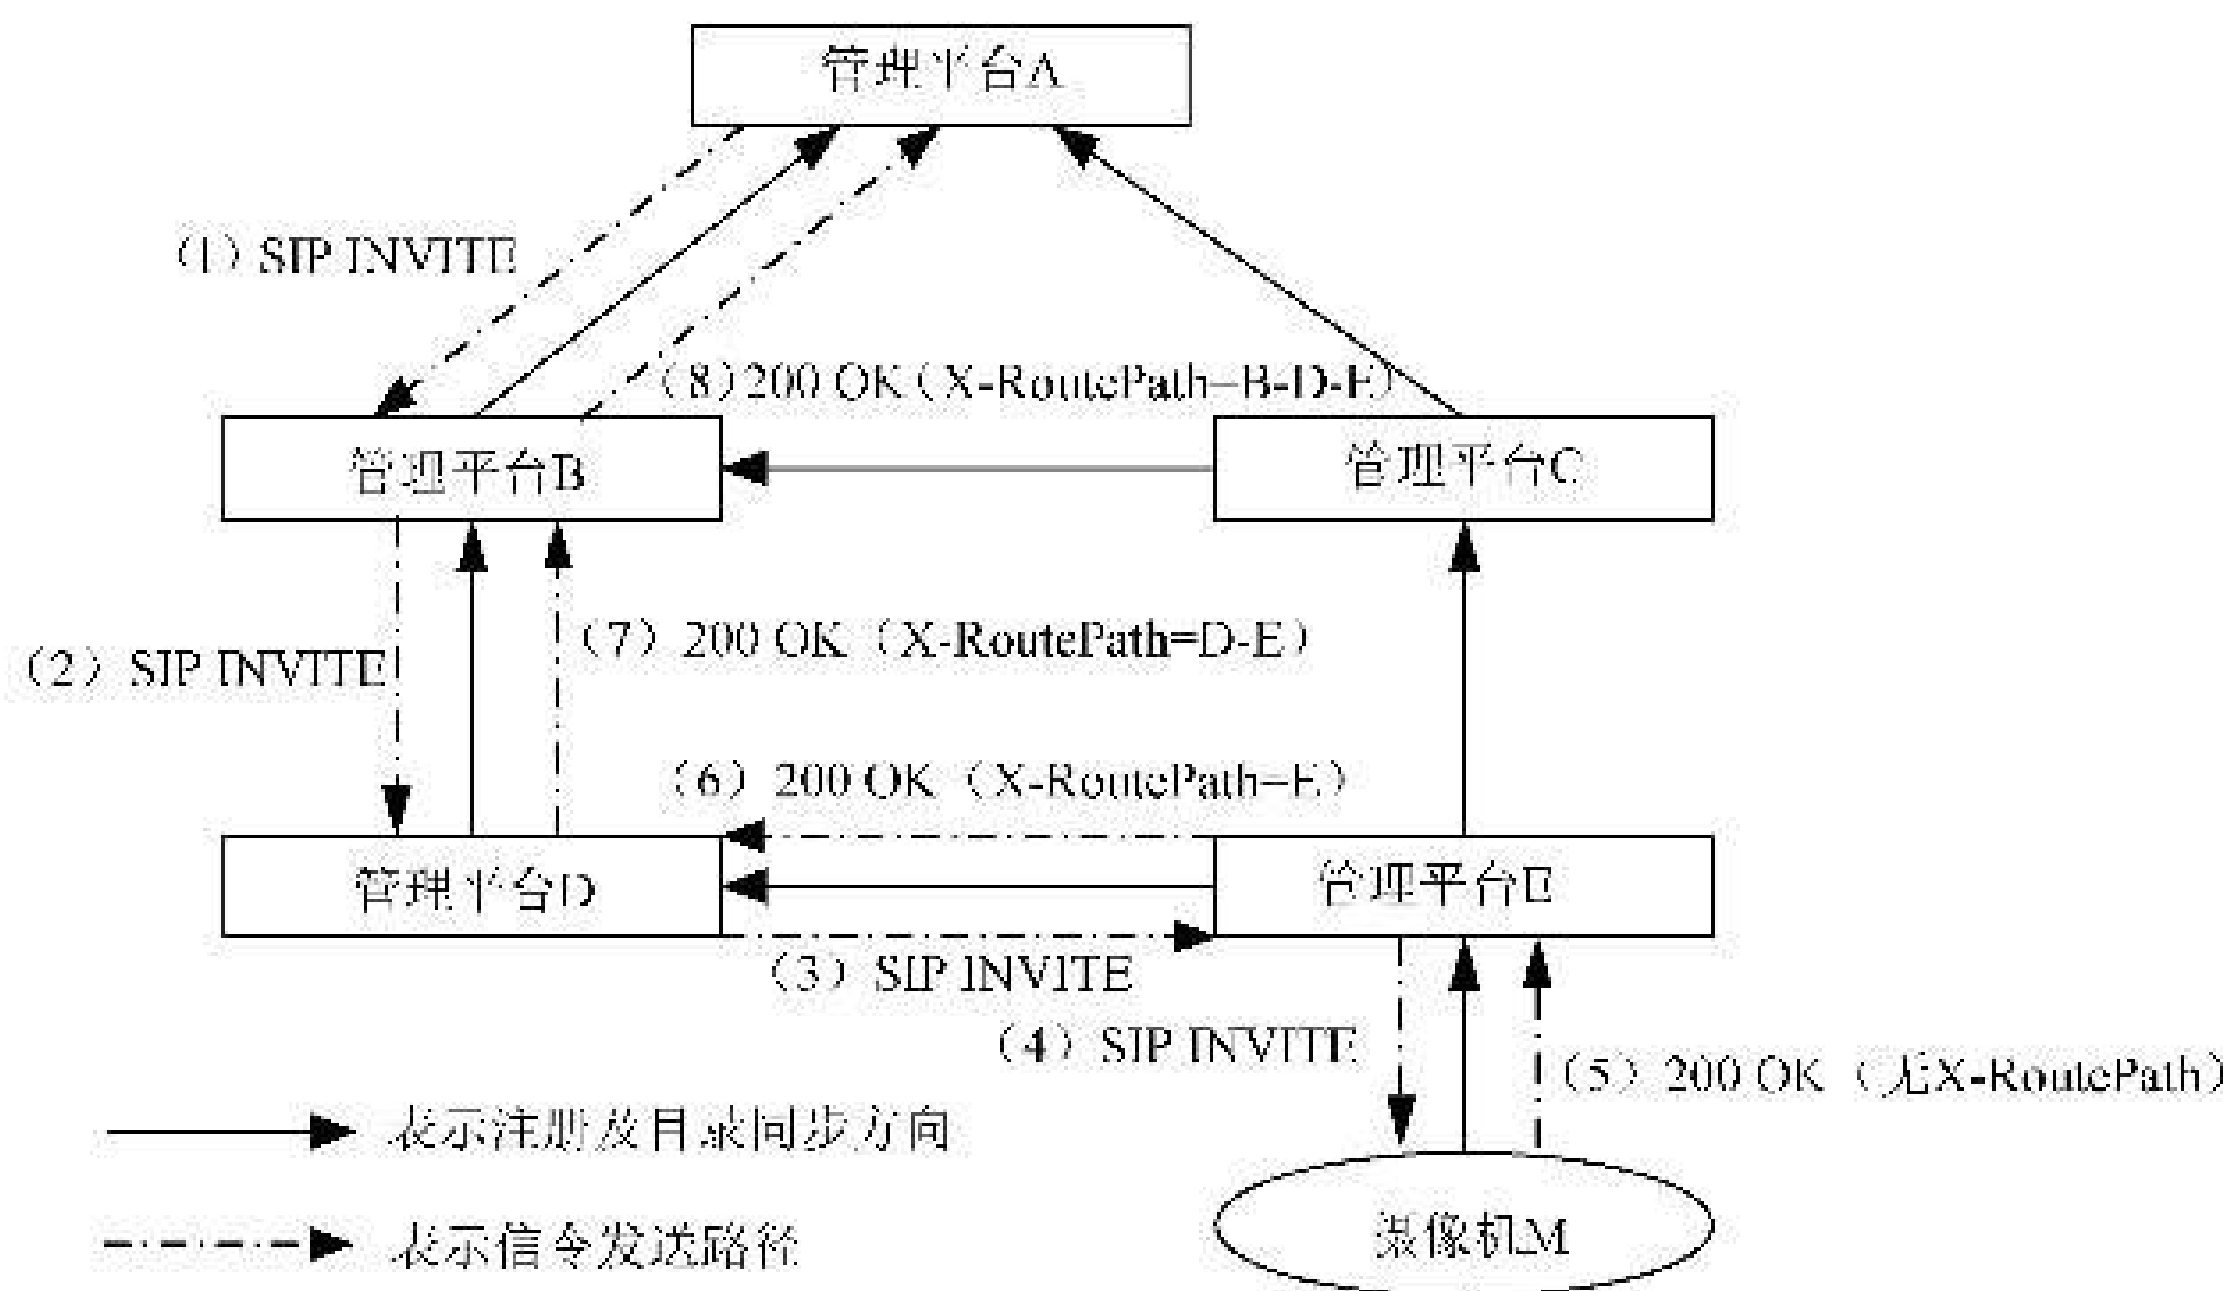 管理平台A
(1) SIP INVITE
(8)200 OK(X-RoutePath=B-D-E)
管理平台B
管理平台C
(2) SIP INVITE
(7) 200 OK (X-RoutePath=D-E)
(6) 200 OK (X-RoutePath=E)
管理平台D
管理平台E
(3) SIP INVITE
(4) SIP INVITE
(5) 200 OK (无X-RoutePath)
表示注册及目录同步方向
表示信令发送路径
摄像机M